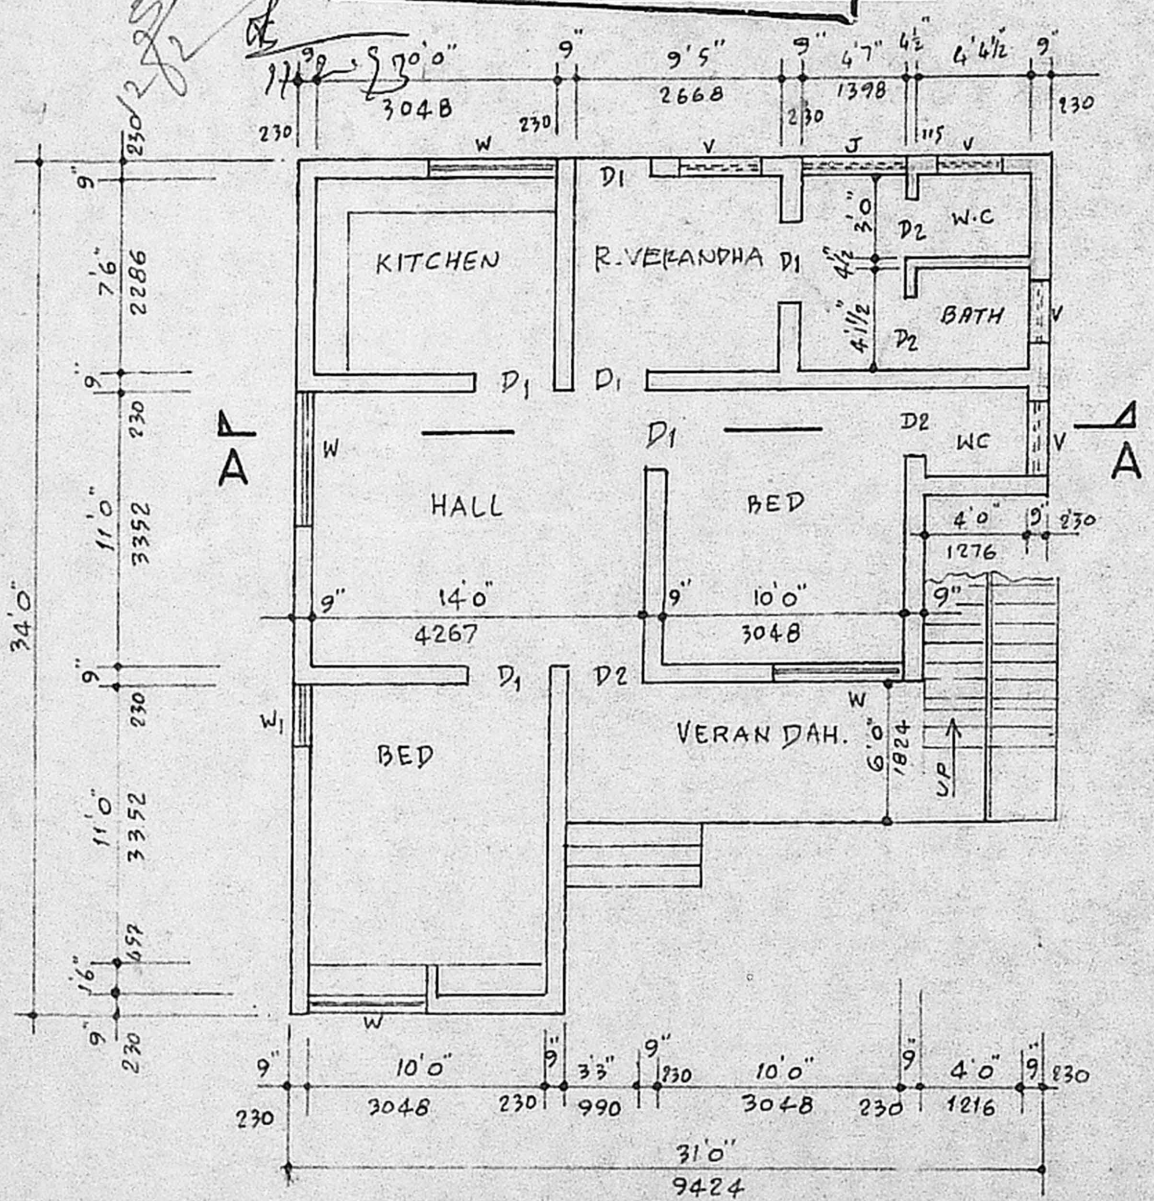 9" 10'0" 9" 9'5" 9" 4'7" 4½" 4'4½" 9"
230 3048 230 2668 230 1398 115 230
W V J V
230
9"
D1
KITCHEN R.VERANDHA D1 D2 W.C
3'0"
4½
7'6" 2286
4'1½"
BATH V
D2
9" D1 D1
230
A W D1 D2 WC V A
HALL BED
11'0" 3352
4'0" 9" 230
1276
34'0"
9" 14'0" 9" 10'0" 9"
4267 3048
9" D1 D2
230
W1 W
BED VERANDAH. 6'0" 1824 UP
11'0" 3352
1'6" 457
9" 230
W
9" 10'0" 9" 3'3" 9" 230 10'0" 9" 4'0" 9" 230
230 3048 230 990 3048 230 1216
31'0"
9424